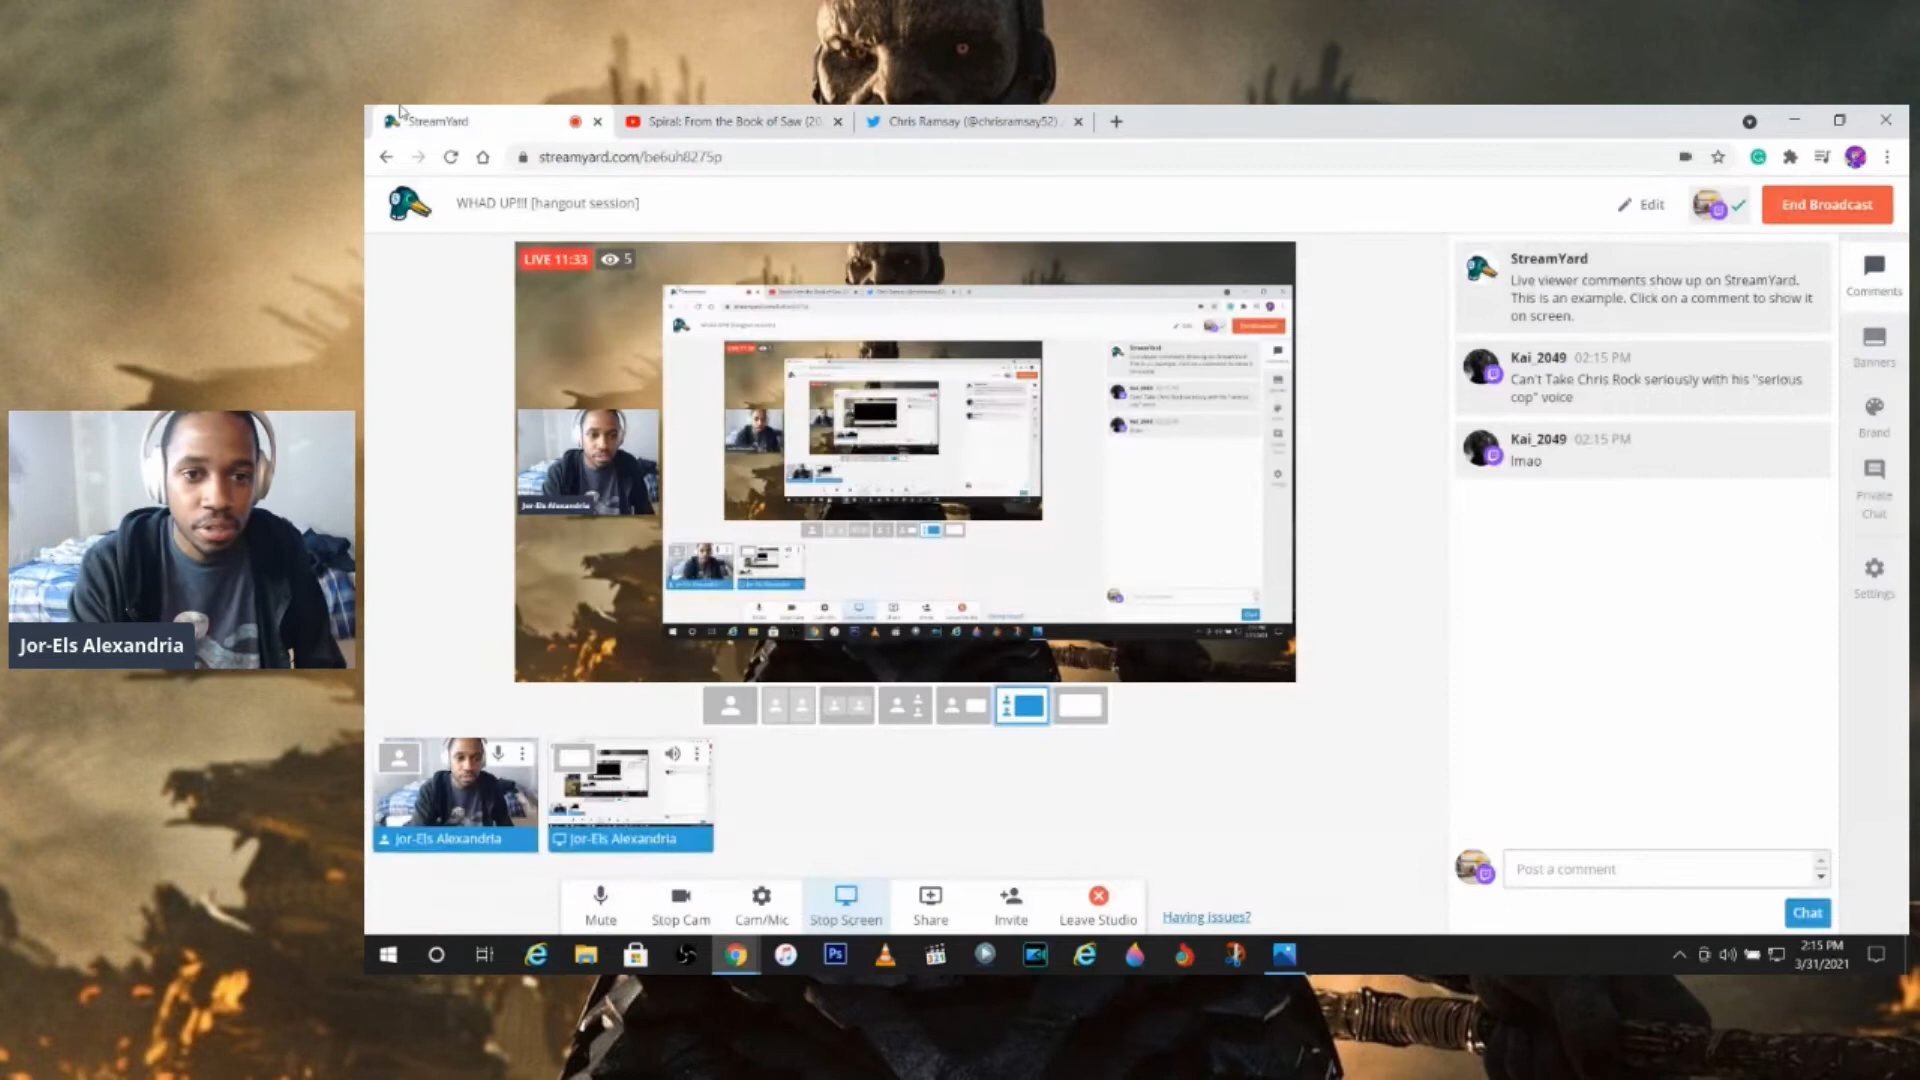 StreamYard
Spiral: From the Book of Saw (20
Chris Ramsay (@chrisramsay52)
streamyard.com/be6uh8275p
WHAD UP!!! [hangout session]
Edit
End Broadcast
LIVE 11:33
5
StreamYard
Live viewer comments show up on StreamYard.
This is an example. Click on a comment to show it
on screen.
Kai_2049 02:15 PM
Can't Take Chris Rock seriously with his "serious
cop" voice
Kai_2049 02:15 PM
lmao
Comments
Banners
Brand
Private
Chat
Settings
Jor-Els Alexandria
Jor-Els Alexandria
Jor-Els Alexandria
Jor-Els Alexandria
Post a comment
Chat
Mute
Stop Cam
Cam/Mic
Stop Screen
Share
Invite
Leave Studio
Having issues?
Ps
321
2:15 PM
3/31/2021